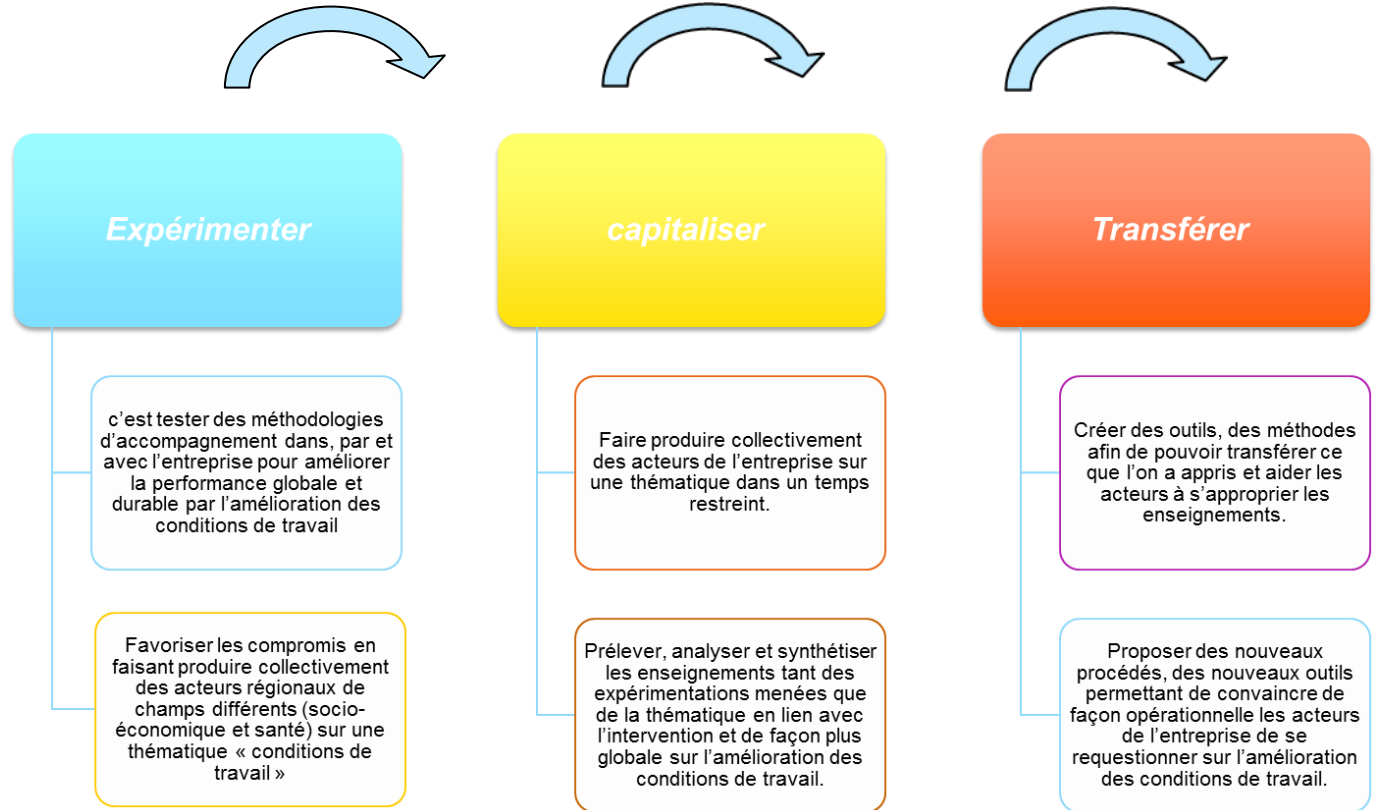 Expérimenter
c’est tester des méthodologies
d’accompagnement dans, par et
avec l’entreprise pour améliorer
la performance globale et
durable par l’amélioration des
conditions de travail
Favoriser les compromis en
faisant produire collectivement
des acteurs régionaux de
champs différents (socio-
économique et santé) sur une
thématique « conditions de
travail »
capitaliser
Faire produire collectivement
des acteurs de l’entreprise sur
une thématique dans un temps
restreint.
Prélever, analyser et synthétiser
les enseignements tant des
expérimentations menées que
de la thématique en lien avec
l’intervention et de façon plus
globale sur l’amélioration des
conditions de travail.
Transférer
Créer des outils, des méthodes
afin de pouvoir transférer ce
que l’on a appris et aider les
acteurs à s’approprier les
enseignements.
Proposer des nouveaux
procédés, des nouveaux outils
permettant de convaincre de
façon opérationnelle les acteurs
de l’entreprise de se
requestionner sur l’amélioration
des conditions de travail.